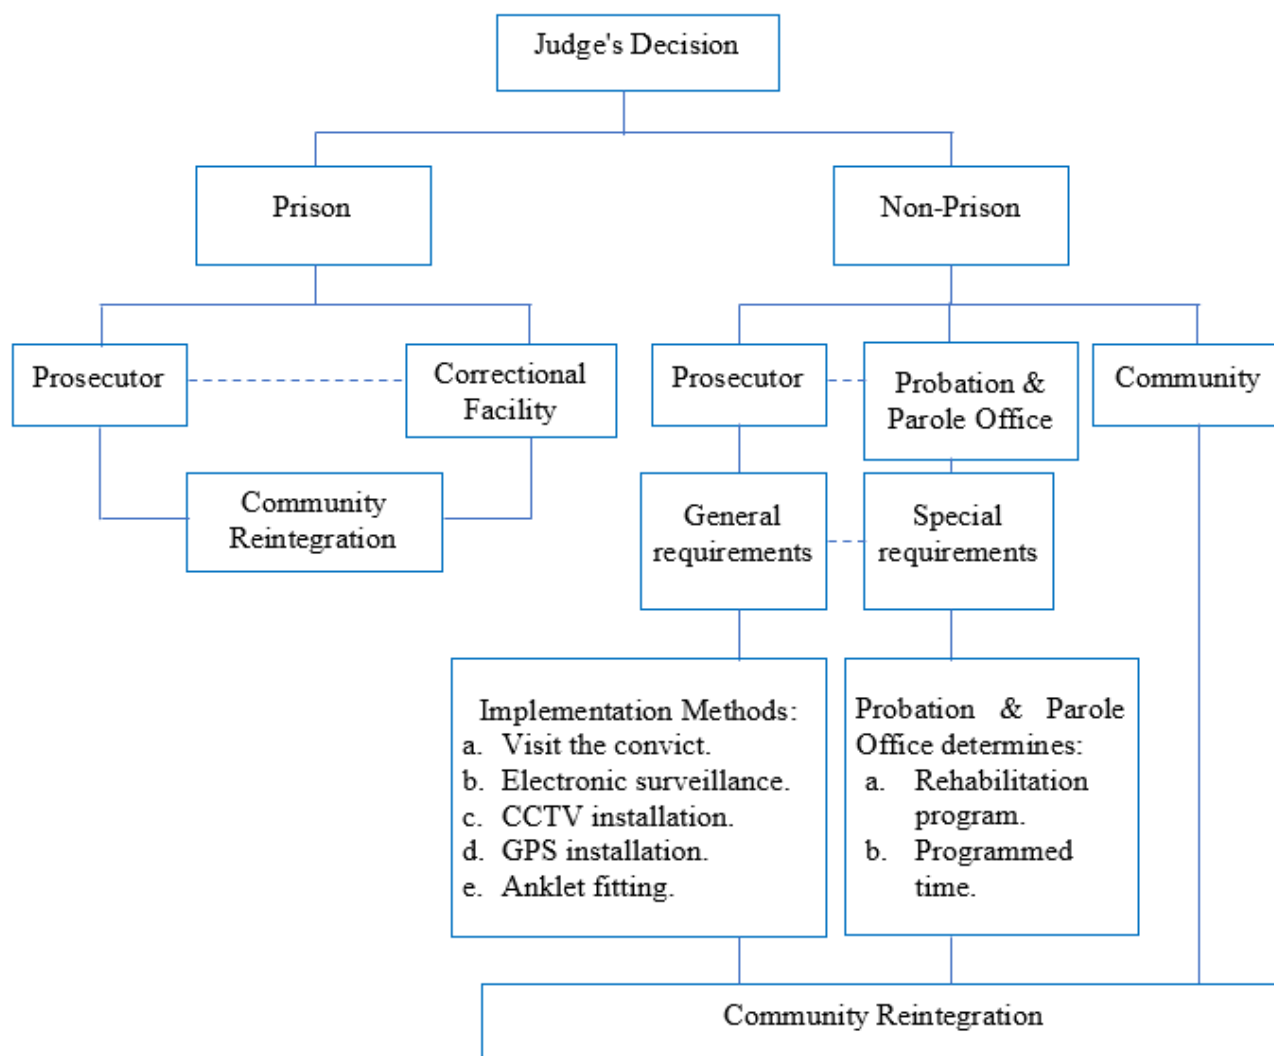 Judge's Decision
Prison
Non-Prison
Prosecutor
Correctional
Facility
Prosecutor
Probation &
Parole Office
Community
Community
Reintegration
General
requirements
Special
requirements
Implementation Methods:
a. Visit the convict.
b. Electronic surveillance.
c. CCTV installation.
d. GPS installation.
e. Anklet fitting.
Probation & Parole
Office determines:
a. Rehabilitation
program.
b. Programmed
time.
Community Reintegration